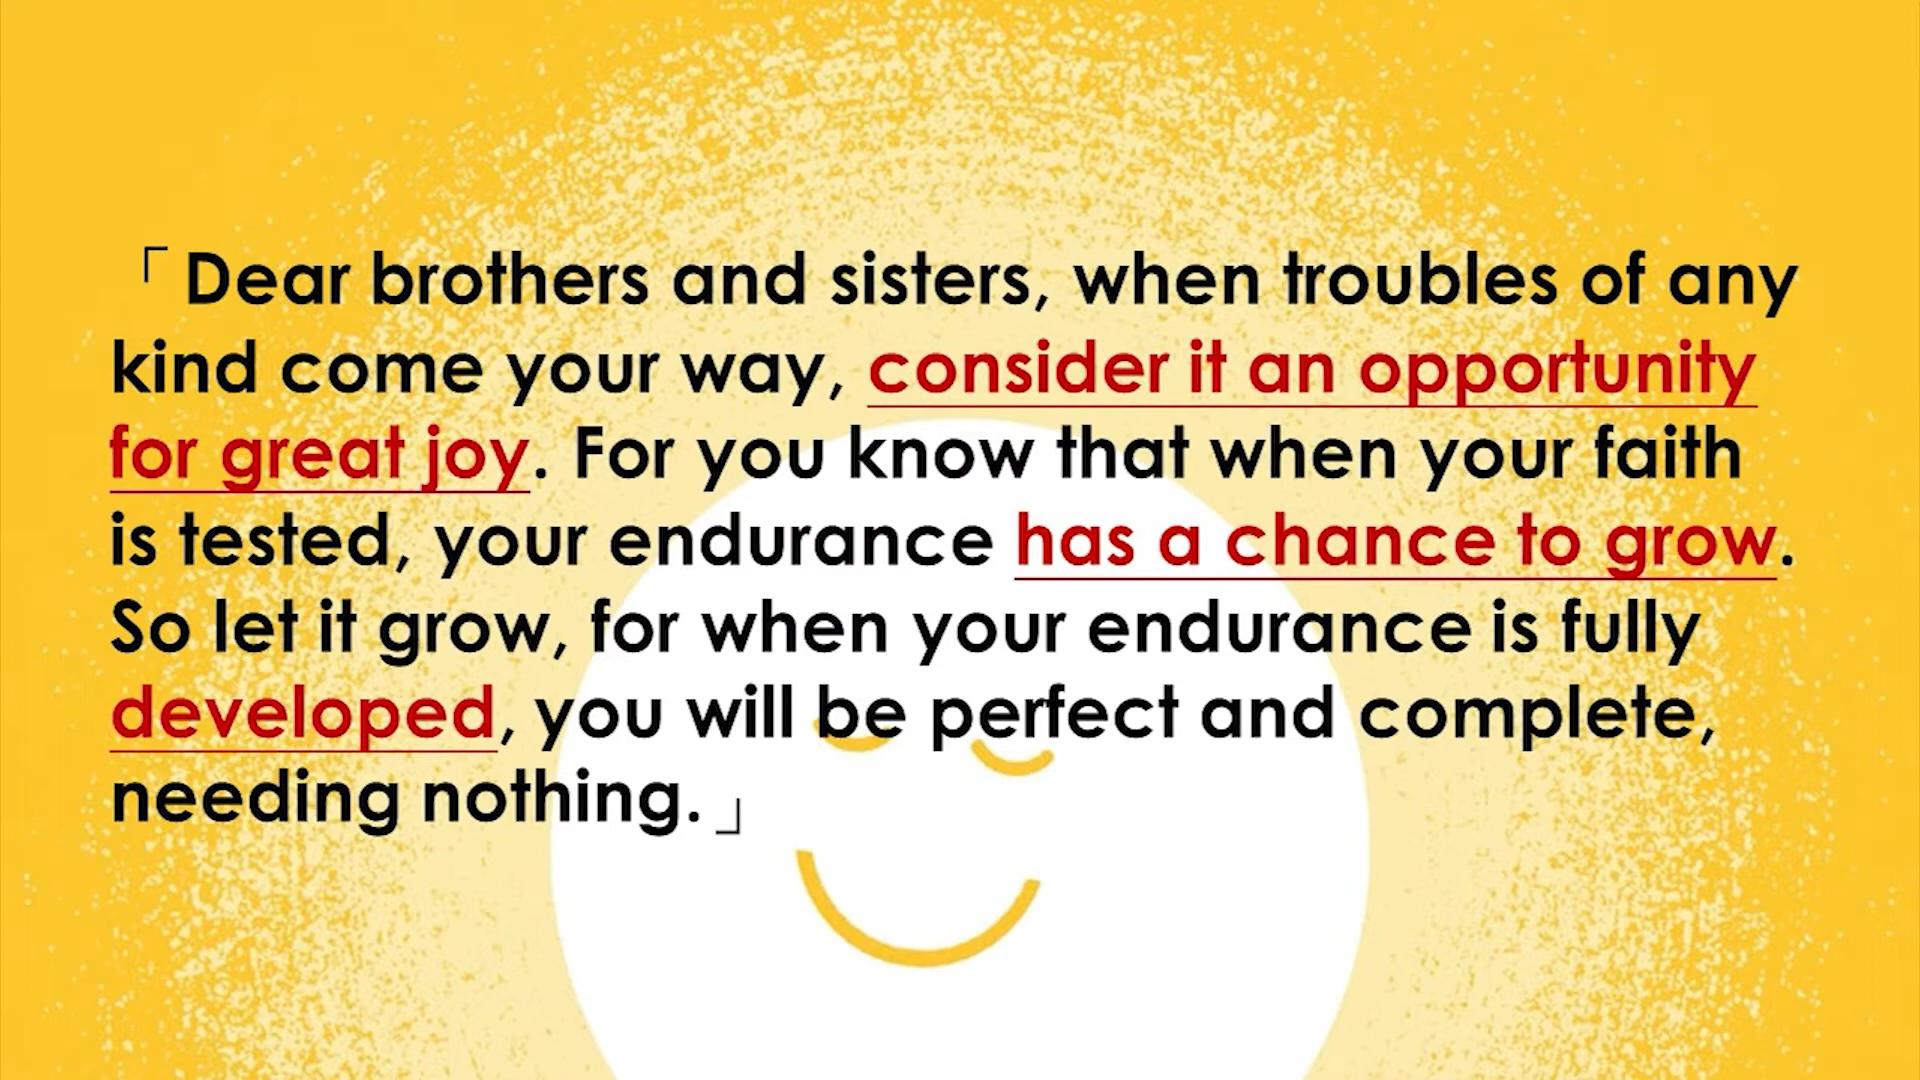 「Dear brothers and sisters, when troubles of any
kind come your way, consider it an opportunity
for great joy. For you know that when your faith
is tested, your endurance has a chance to grow.
So let it grow, for when your endurance is fully
developed, you will be perfect and complete,
needing nothing.」